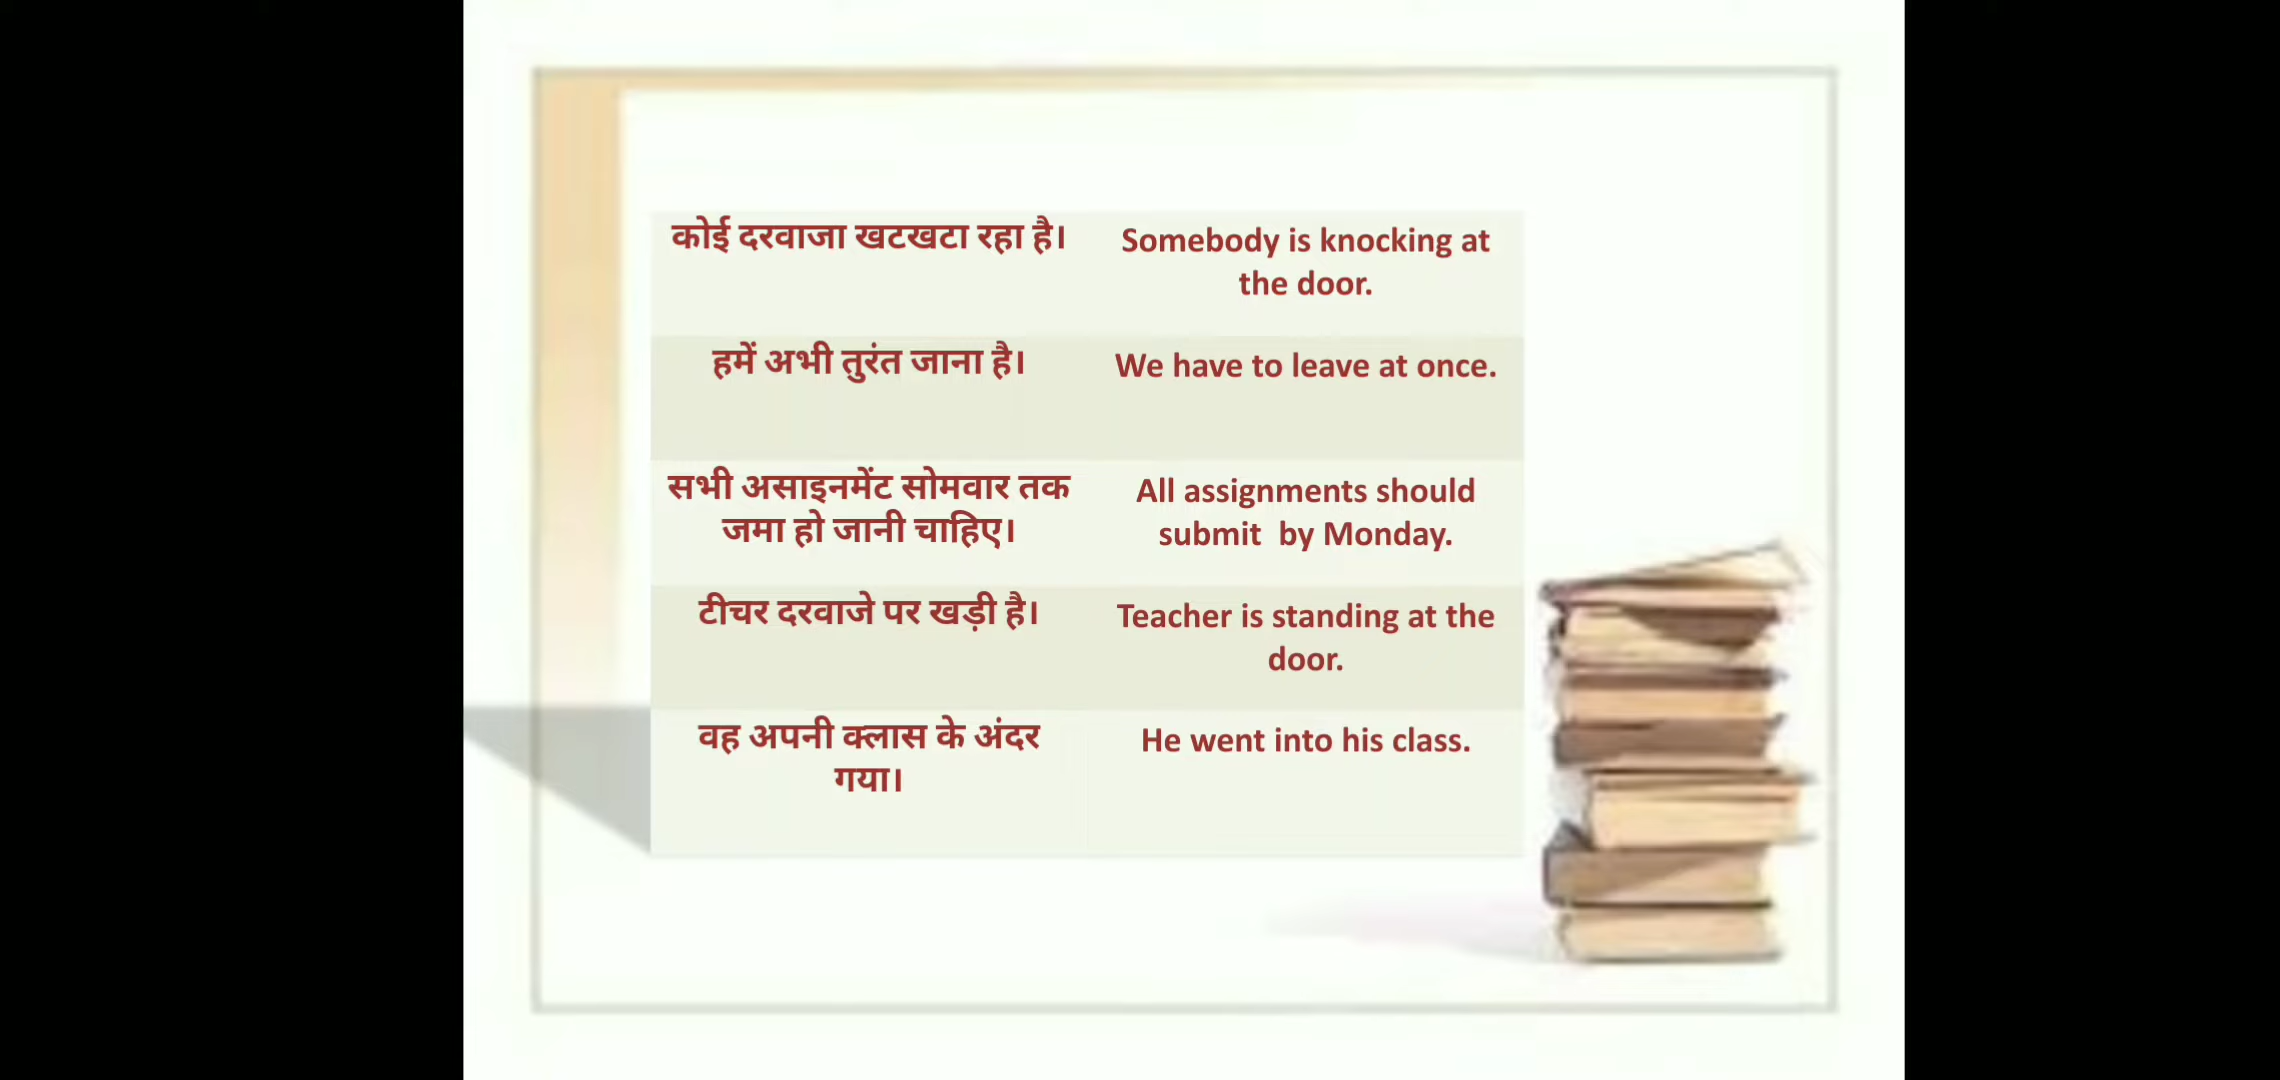 कोई दरवाजा खटखटा रहा है।
Somebody is knocking at
the door.
हमें अभी तुरंत जाना है।
We have to leave at once.
सभी असाइनमेंट सोमवार तक
जमा हो जानी चाहिए।
All assignments should
submit  by Monday.
टीचर दरवाजे पर खड़ी है।
Teacher is standing at the
door.
वह अपनी क्लास के अंदर
गया।
He went into his class.